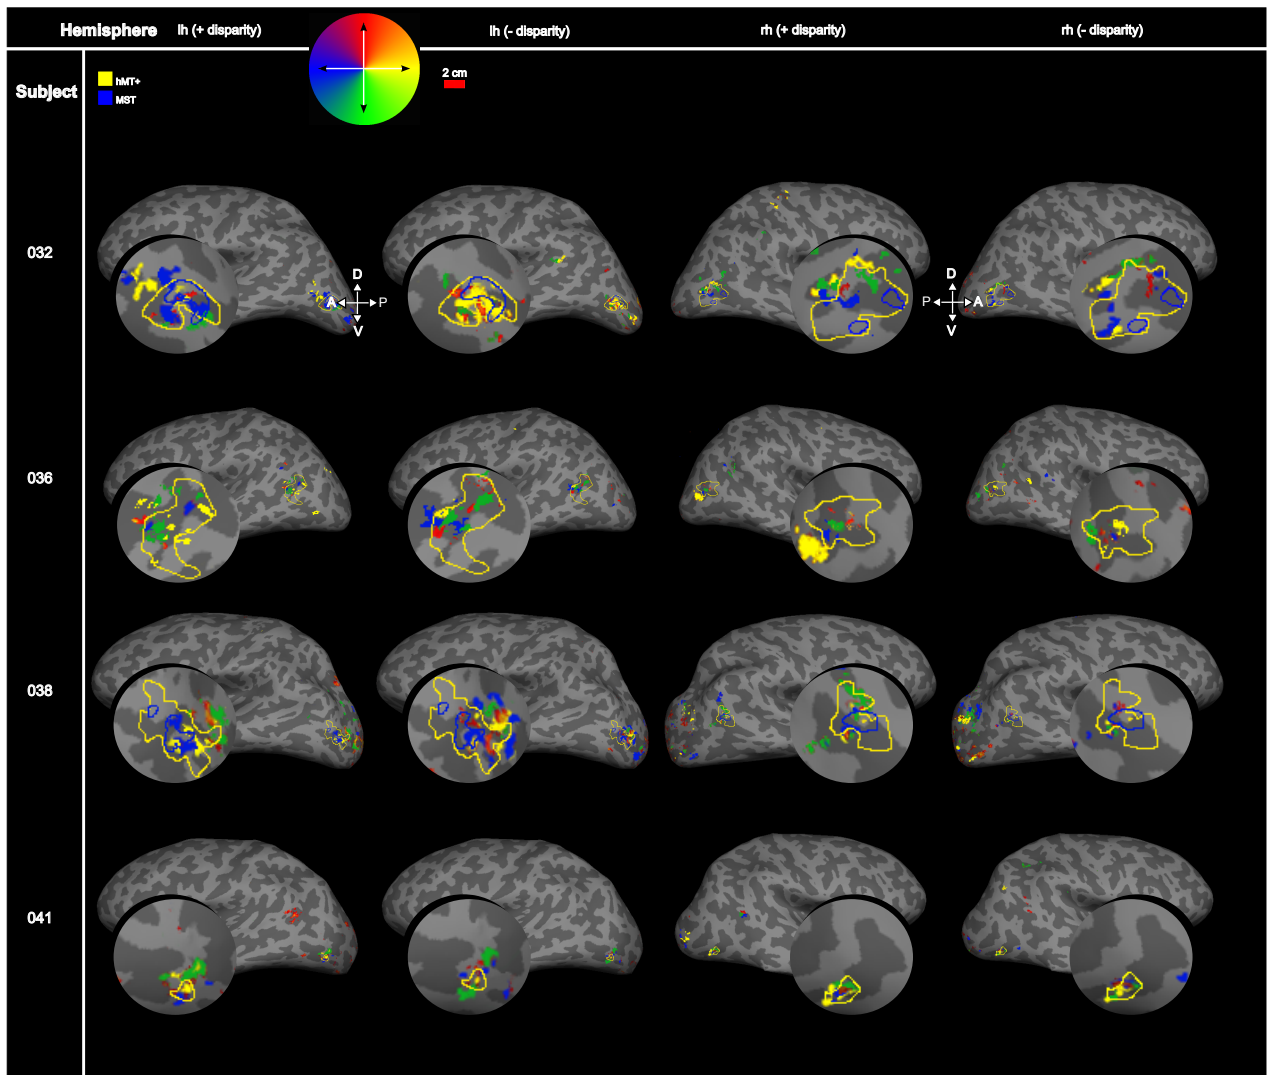 Hemisphere lh (+ disparity) lh (- disparity) rh (+ disparity) rh (- disparity)
Subject
hMT+
MST
2 cm
032
D
A P
V
D
P A
V
036
038
041